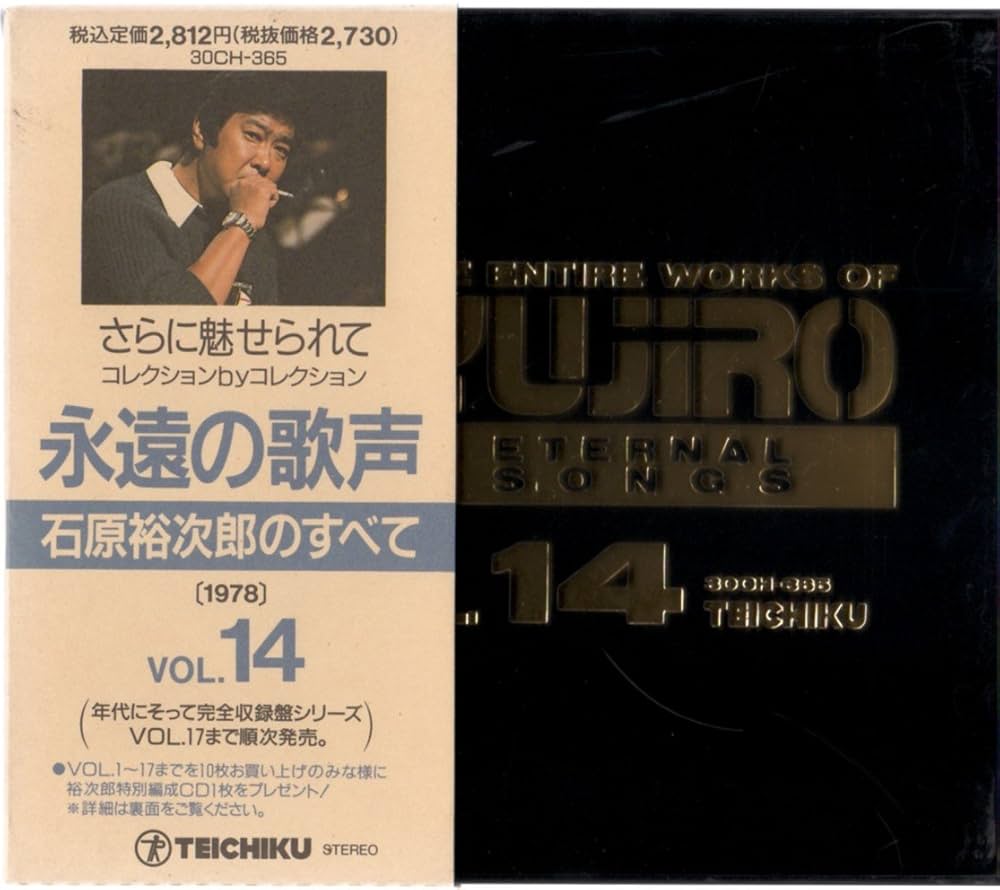 税込定価2,812円(税抜価格2,730)
30CH-365
さらに魅せられて
コレクションbyコレクション
永遠の歌声
石原裕次郎のすべて
〔1978〕
VOL.14
(年代にそって完全収録盤シリーズ
VOL.17まで順次発売。)
●VOL.1〜17までを10枚お買い上げのみな様に
裕次郎特別編成CD1枚をプレゼント!
※詳細は裏面をご覧ください。
TEICHIKU STEREO
E ENTIRE WORKS OF
YUJIRO
ETERNAL
SONGS
.14
30CH-365
TEICHIKU